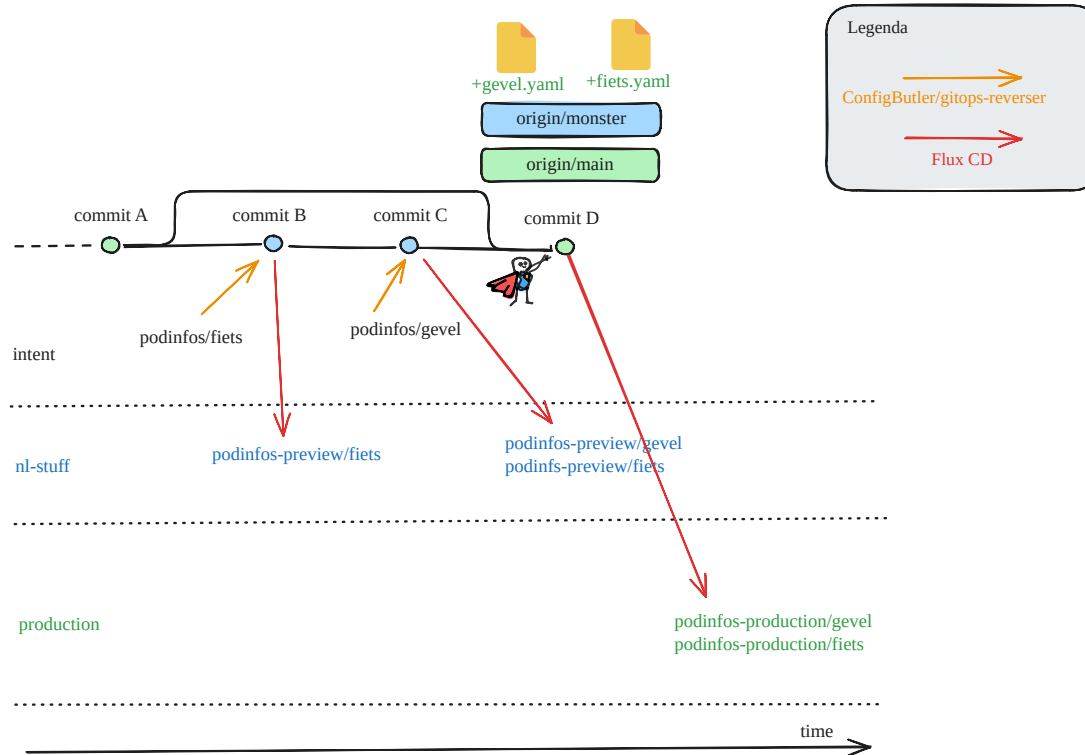 Legenda
ConfigButler/gitops-reverser
Flux CD
+gevel.yaml
+fiets.yaml
origin/monster
origin/main
commit A
commit B
commit C
commit D
podinfos/fiets
podinfos/gevel
intent
nl-stuff
podinfos-preview/fiets
podinfos-preview/gevel
podinfs-preview/fiets
production
podinfos-production/gevel
podinfos-production/fiets
time